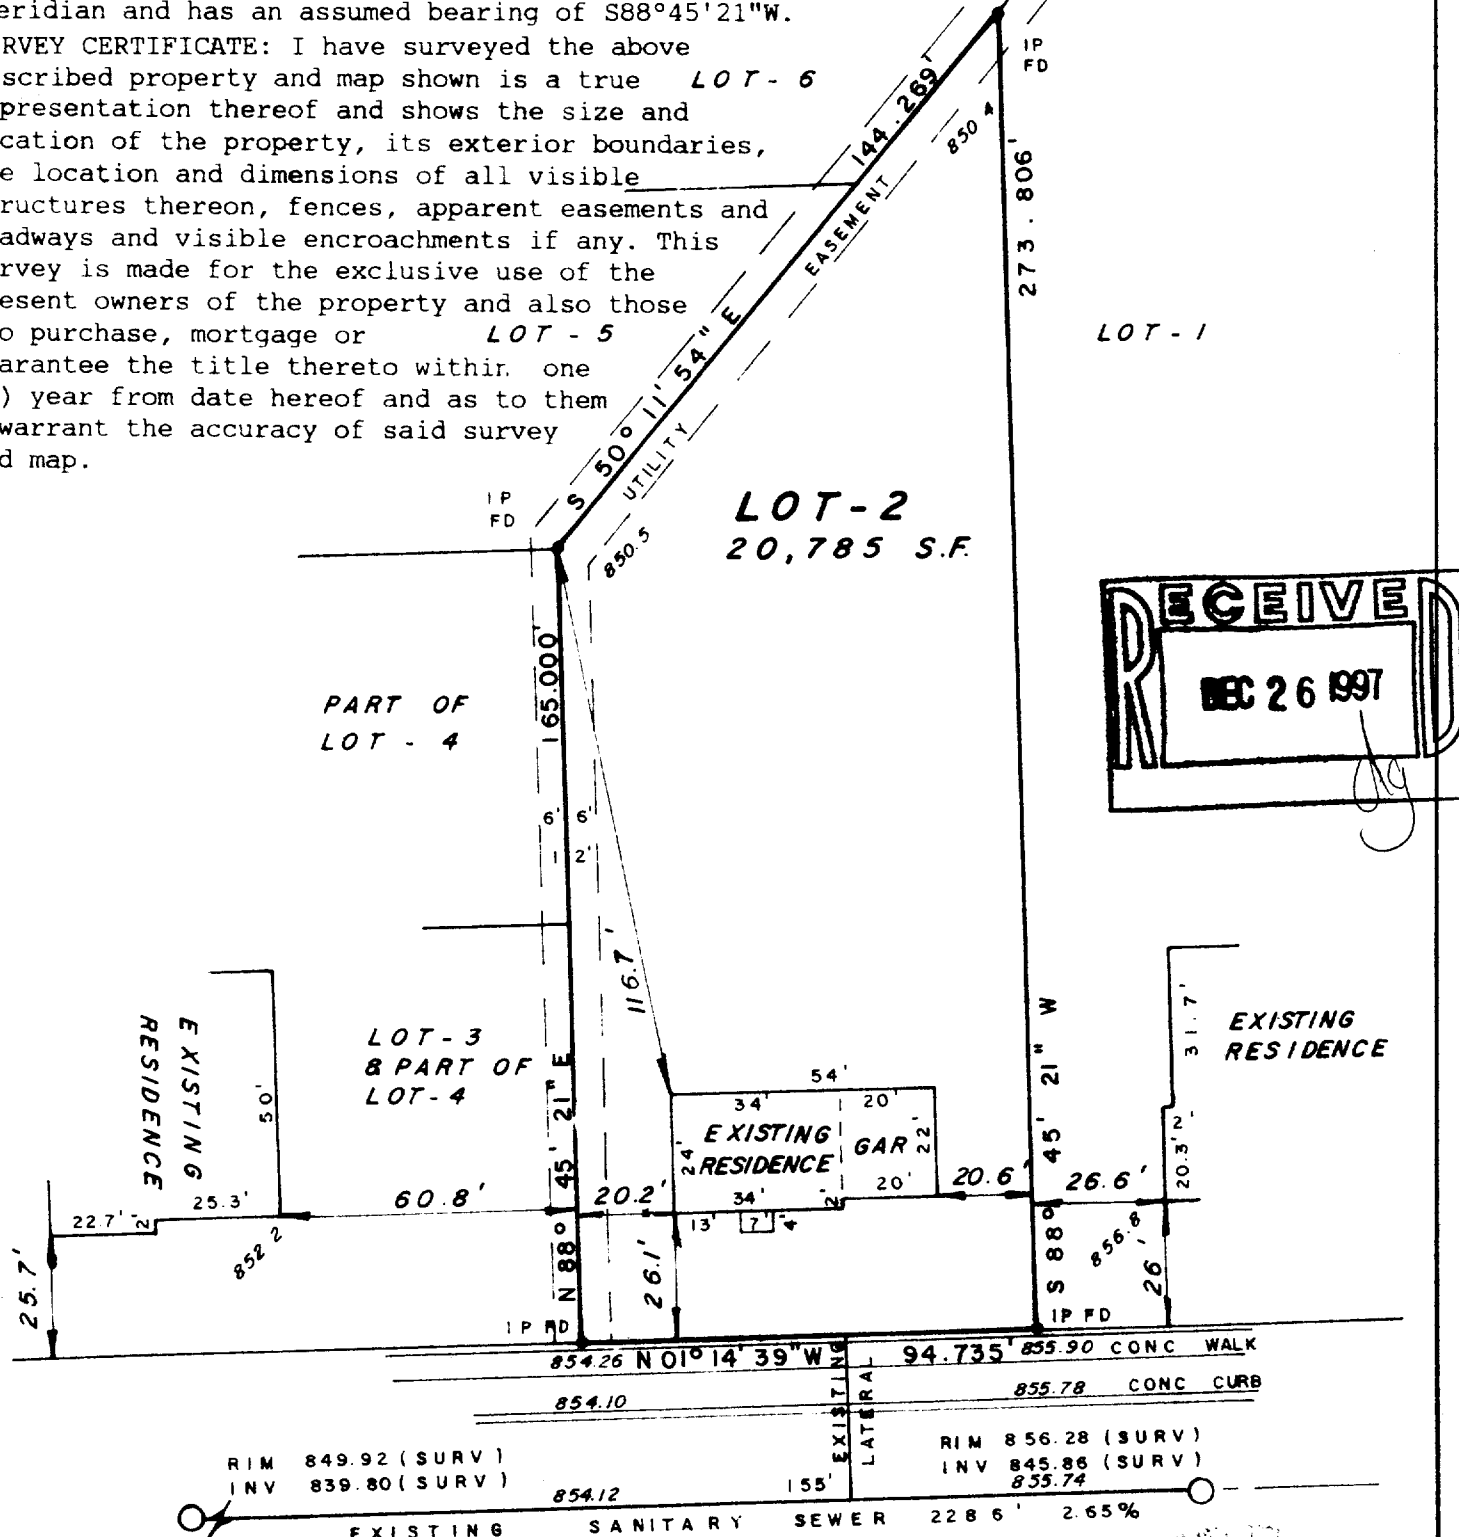 eridian and has an assumed bearing of S88°45'21"W.
RVEY CERTIFICATE: I have surveyed the above
scribed property and map shown is a true
presentation thereof and shows the size and
cation of the property, its exterior boundaries,
e location and dimensions of all visible
ructures thereon, fences, apparent easements and
adways and visible encroachments if any. This
rvey is made for the exclusive use of the
esent owners of the property and also those
o purchase, mortgage or
arantee the title thereto within one
) year from date hereof and as to them
warrant the accuracy of said survey
d map.
LOT - 6
IP
FD
144.269'
850.4
EASEMENT
273.806'
LOT - 5
LOT - 1
S 50° 11' 54" E
UTILITY
IP
FD
850.5
LOT-2
20,785 S.F.
RECEIVED
DEC 26 1997
165.000'
PART OF
LOT - 4
6' 6'
12'
116.7'
EXISTING
RESIDENCE
50'
LOT-3
& PART OF
LOT-4
N 88° 45' 21" E
S 88° 45' 21" W
31.7'
EXISTING
RESIDENCE
54'
34' 20'
EXISTING
RESIDENCE
GAR
24'
22'
2'
20.3'
22.7' 2 25.3'
60.8'
20.2'
34' 2 20'
20.6'
26.6'
13' 7' 4'
852.2
856.8
25.7'
26.1'
26'
IP FD
IP FD
854.26 N 01° 14' 39" W 94.735' 855.90 CONC WALK
854.10 855.78 CONC CURB
EXISTING
LATERAL
RIM 849.92 (SURV)
INV 839.80 (SURV)
RIM 856.28 (SURV)
INV 845.86 (SURV)
854.12 155' 855.74
EXISTING SANITARY SEWER 228.6' 2.65%